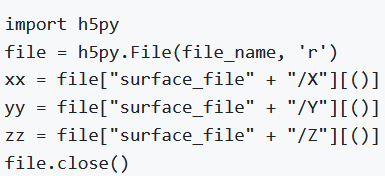 import h5py
file = h5py.File(file_name, 'r')
xx = file["surface_file" + "/X"][()]
yy = file["surface_file" + "/Y"][()]
zz = file["surface_file" + "/Z"][()]
file.close()